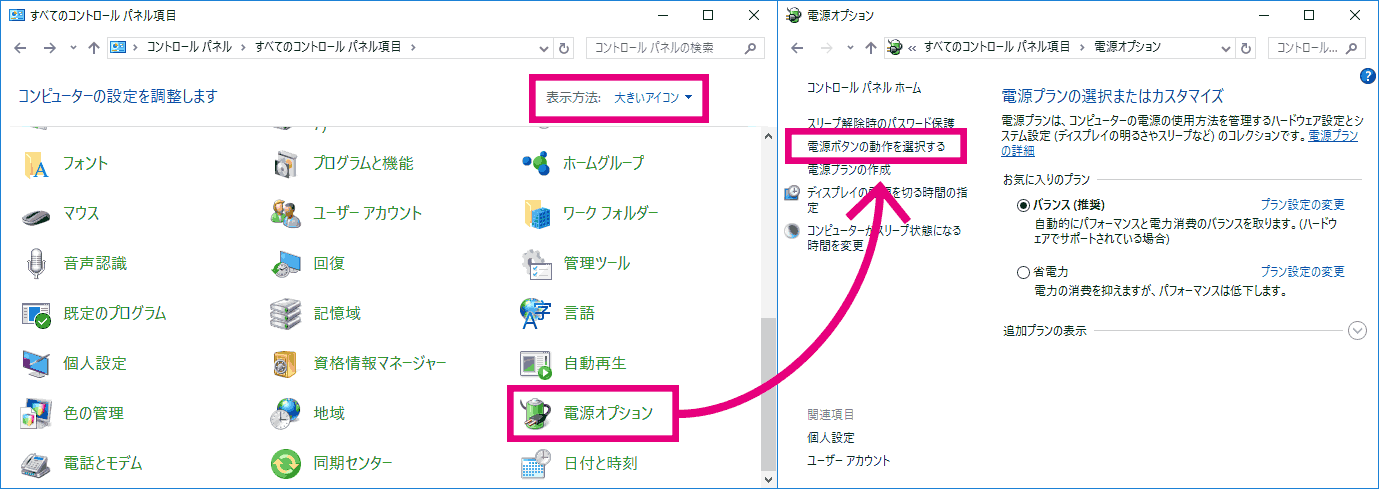 すべてのコントロール パネル項目
コントロール パネル
すべてのコントロール パネル項目
コントロール パネルの検索
コンピューターの設定を調整します
表示方法:
大きいアイコン
フォント
プログラムと機能
ホームグループ
マウス
ユーザー アカウント
ワーク フォルダー
音声認識
回復
管理ツール
既定のプログラム
記憶域
言語
個人設定
資格情報マネージャー
自動再生
色の管理
地域
電源オプション
電話とモデム
同期センター
日付と時刻
電源オプション
«
すべてのコントロール パネル項目
電源オプション
コントロール...
コントロール パネル ホーム
スリープ解除時のパスワード保護
電源ボタンの動作を選択する
電源プランの作成
ディスプレイの電源を切る時間の指
定
コンピューターがスリープ状態になる
時間を変更
関連項目
個人設定
ユーザー アカウント
?
電源プランの選択またはカスタマイズ
電源プランは、コンピューターの電源の使用方法を管理するハードウェア設定とシ
ステム設定 (ディスプレイの明るさやスリープなど) のコレクションです。電源プラン
の詳細
お気に入りのプラン
バランス (推奨)
プラン設定の変更
自動的にパフォーマンスと電力消費のバランスを取ります。(ハードウ
ェアでサポートされている場合)
省電力
プラン設定の変更
電力の消費を抑えますが、パフォーマンスは低下します。
追加プランの表示